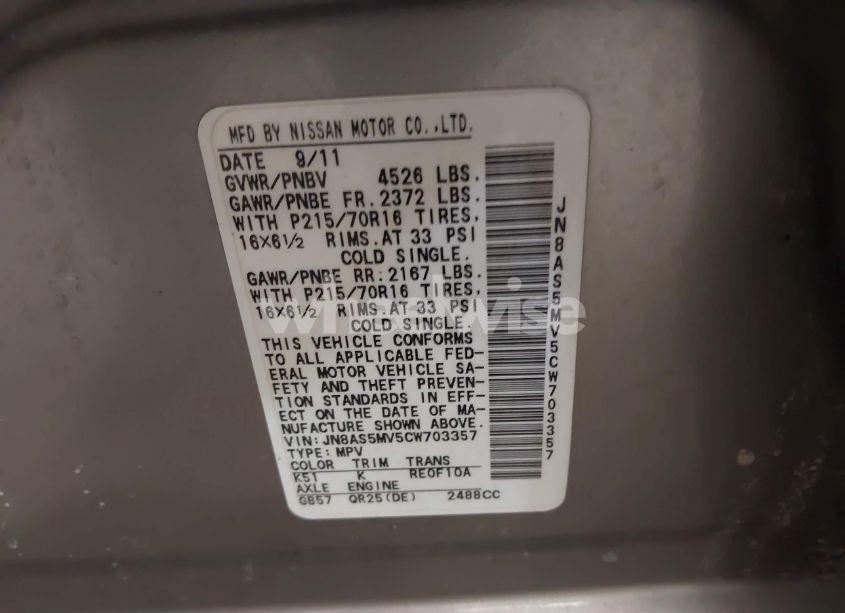 MFD BY NISSAN MOTOR CO.,LTD.
DATE 9/11
GVWR/PNBV 4526 LBS.
GAWR/PNBE FR.2372 LBS.
WITH P215/70R16 TIRES,
16X6½ RIMS.AT 33 PSI
COLD SINGLE.
GAWR/PNBE RR:2167 LBS.
WITH P215/70R16 TIRES,
16X6½ RIMS.AT 33 PSI
COLD SINGLE.
THIS VEHICLE CONFORMS
TO ALL APPLICABLE FED-
ERAL MOTOR VEHICLE SA-
FETY AND THEFT PREVEN-
TION STANDARDS IN EFF-
ECT ON THE DATE OF MA-
NUFACTURE SHOWN ABOVE.
VIN:JN8AS5MV5CW703357
TYPE:MPV
COLOR TRIM TRANS
K51 K RE0F10A
AXLE ENGINE
GB57 QR25(DE) 2488CC
JN8AS5MV5CW703357
wheelwise